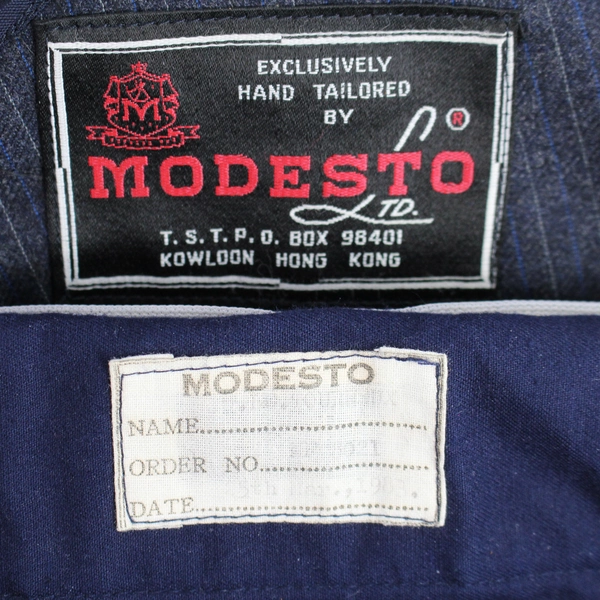 EXCLUSIVELY
HAND TAILORED
BY
MODESTO ®
LTD.
T. S. T. P. O. BOX 98401
KOWLOON HONG KONG
MODESTO
NAME
ORDER NO.
DATE